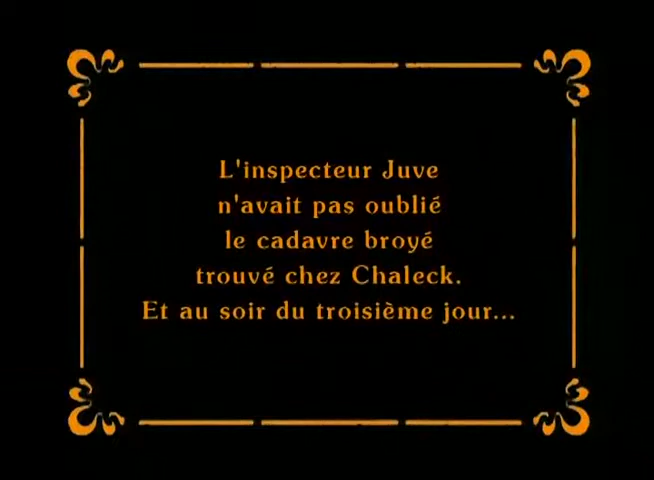 L'inspecteur Juve
n'avait pas oublié
le cadavre broyé
trouvé chez Chaleck.
Et au soir du troisième jour...